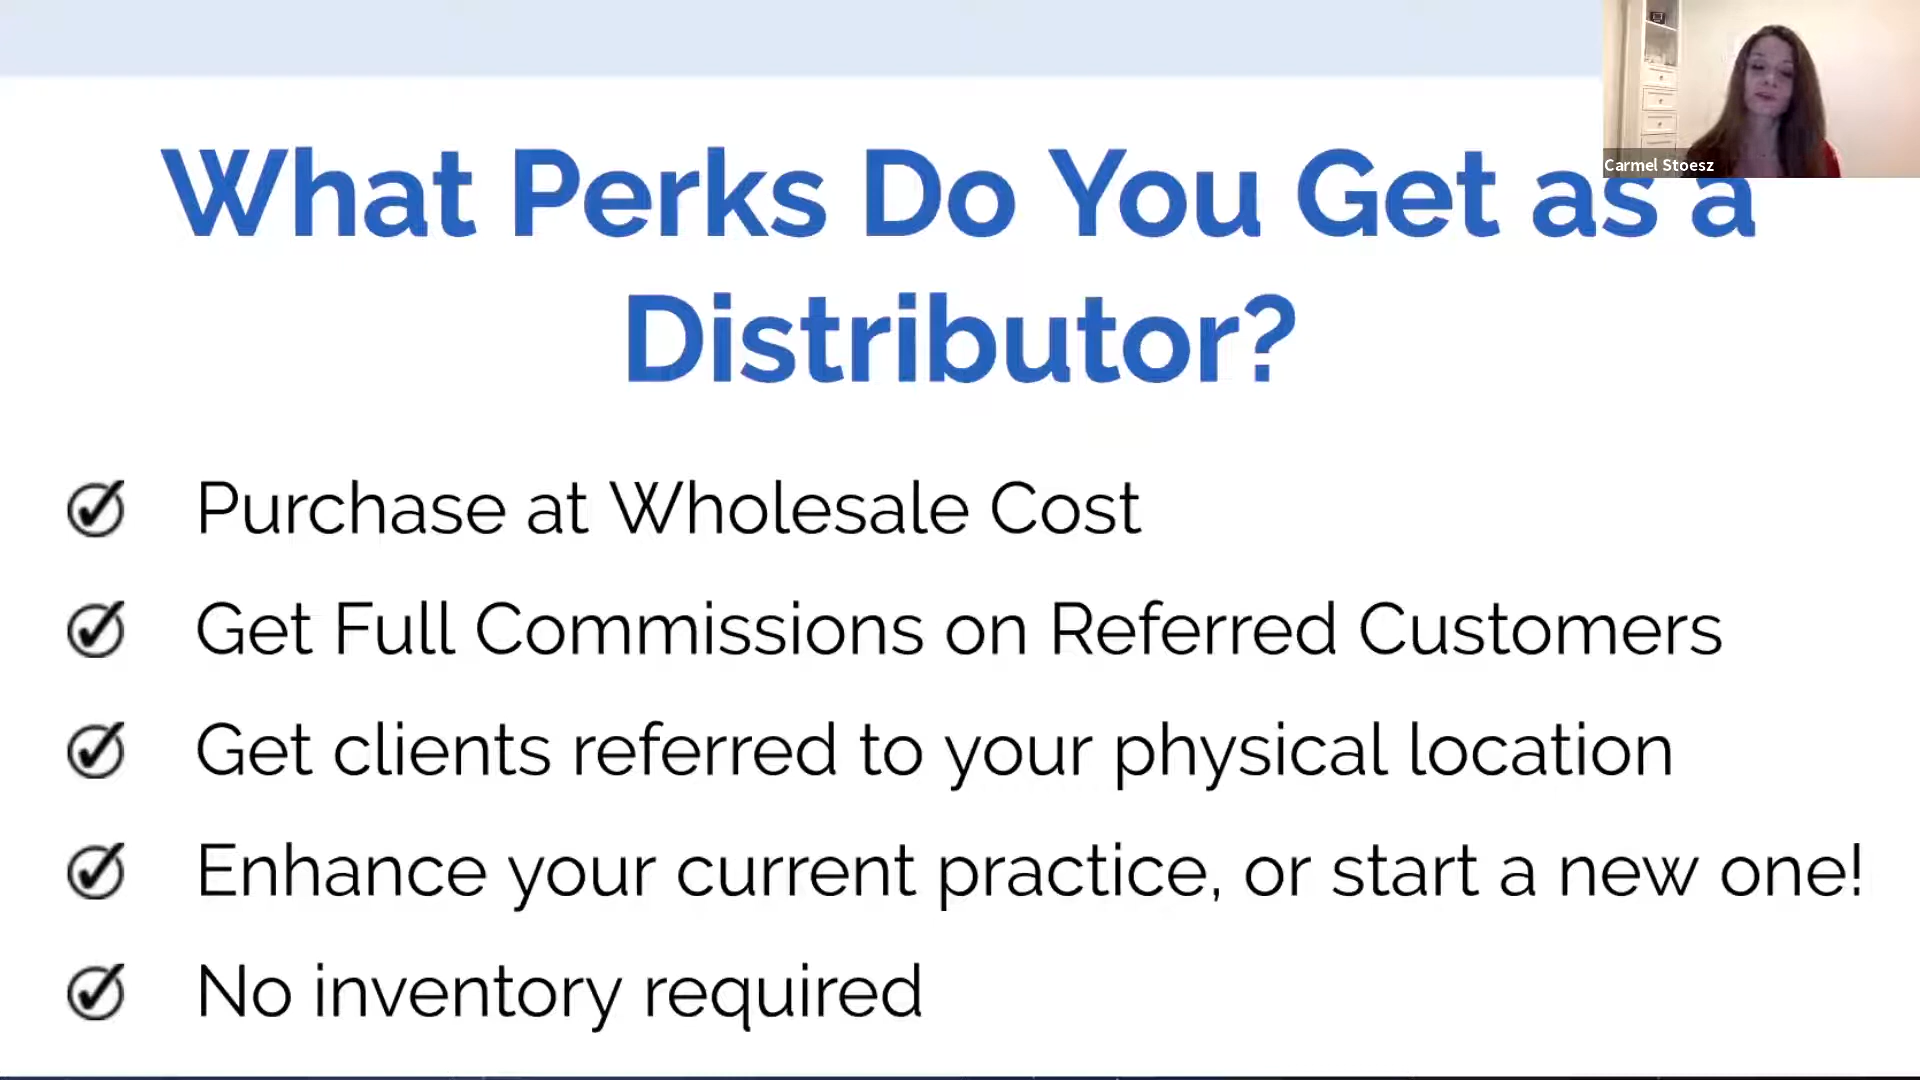 Carmel Stoesz
What Perks Do You Get as a
Distributor?
Purchase at Wholesale Cost
Get Full Commissions on Referred Customers
Get clients referred to your physical location
Enhance your current practice, or start a new one!
No inventory required